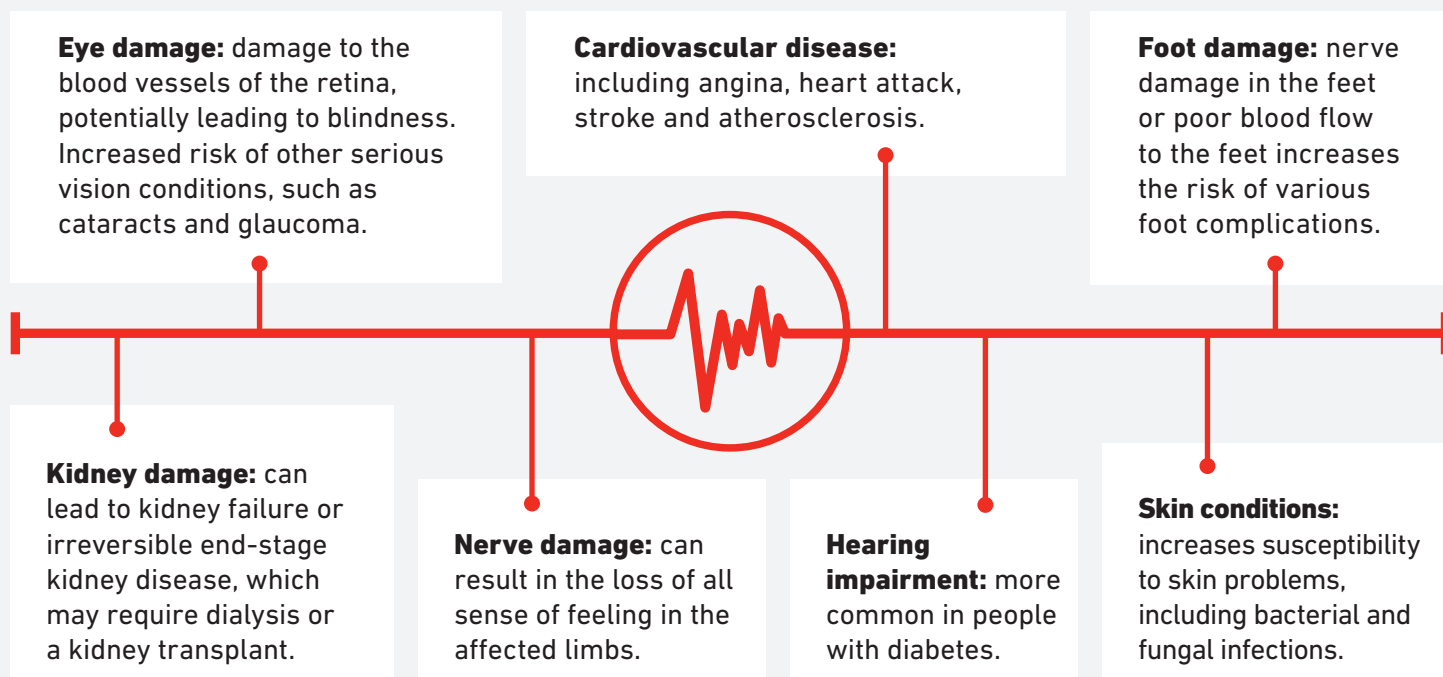 Eye damage: damage to the
blood vessels of the retina,
potentially leading to blindness.
Increased risk of other serious
vision conditions, such as
cataracts and glaucoma.
Cardiovascular disease:
including angina, heart attack,
stroke and atherosclerosis.
Foot damage: nerve
damage in the feet
or poor blood flow
to the feet increases
the risk of various
foot complications.
Kidney damage: can
lead to kidney failure or
irreversible end-stage
kidney disease, which
may require dialysis or
a kidney transplant.
Nerve damage: can
result in the loss of all
sense of feeling in the
affected limbs.
Hearing
impairment: more
common in people
with diabetes.
Skin conditions:
increases susceptibility
to skin problems,
including bacterial and
fungal infections.